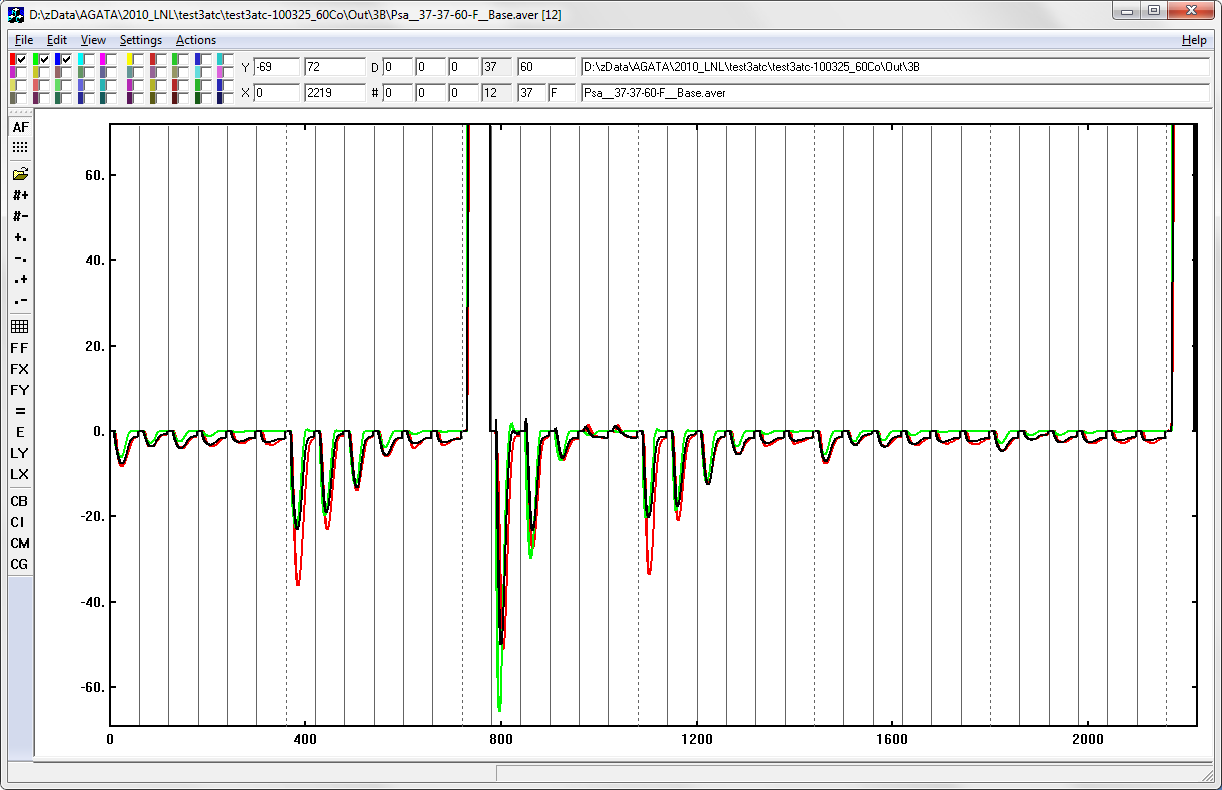 D:\zData\AGATA\2010_LNL\test3atc\test3atc-100325_60Co\Out\3B\Psa__37-37-60-F__Base.aver [12]
File Edit View Settings Actions Help
Y -69 72 D 0 0 0 37 60 D:\zData\AGATA\2010_LNL\test3atc\test3atc-100325_60Co\Out\3B
X 0 2219 # 0 0 0 12 37 F Psa__37-37-60-F__Base.aver
AF
#+
#-
+.
-.
.+
.-
FF
FX
FY
=
E
LY
LX
CB
CI
CM
CG
60.
40.
20.
0.
-20.
-40.
-60.
0 400 800 1200 1600 2000